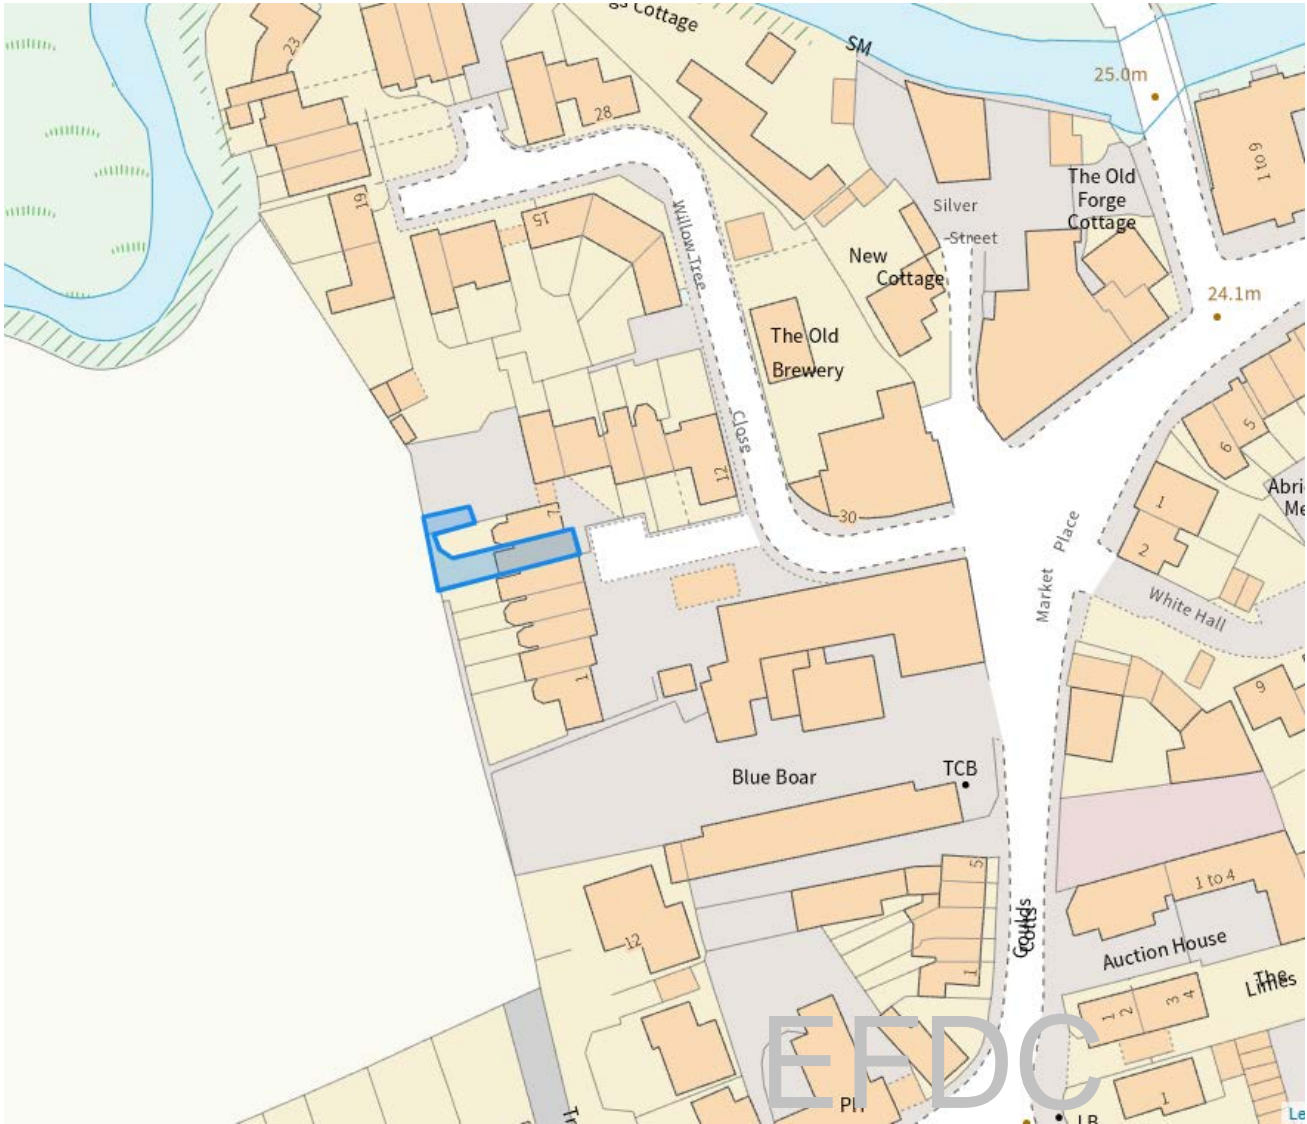 gs Cottage
SM
25.0m
23
28
1 to 9
The Old
Forge
Cottage
19
15
Silver
Street
Willow Tree
New
Cottage
24.1m
The Old
Brewery
Close
12
5
6
30
Abri
Me
1
2
7
Market Place
White Hall
1
9
Blue Boar
TCB
5
1 to 4
12
Goulds
Cotts
Auction House
1
The
Limes
1
2
3
4
EFDC
PH
1
LB
Tr
Le